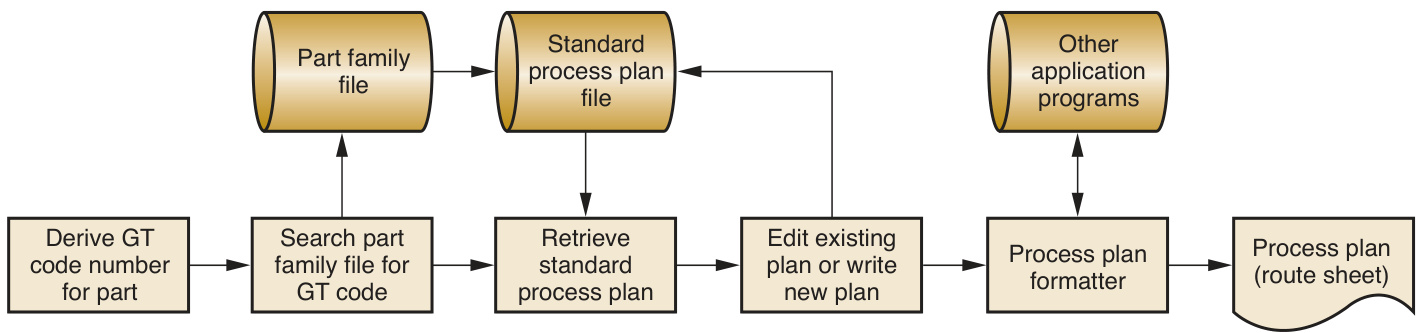 Part family
file
Standard
process plan
file
Other
application
programs
Derive GT
code number
for part
Search part
family file for
GT code
Retrieve
standard
process plan
Edit existing
plan or write
new plan
Process plan
formatter
Process plan
(route sheet)